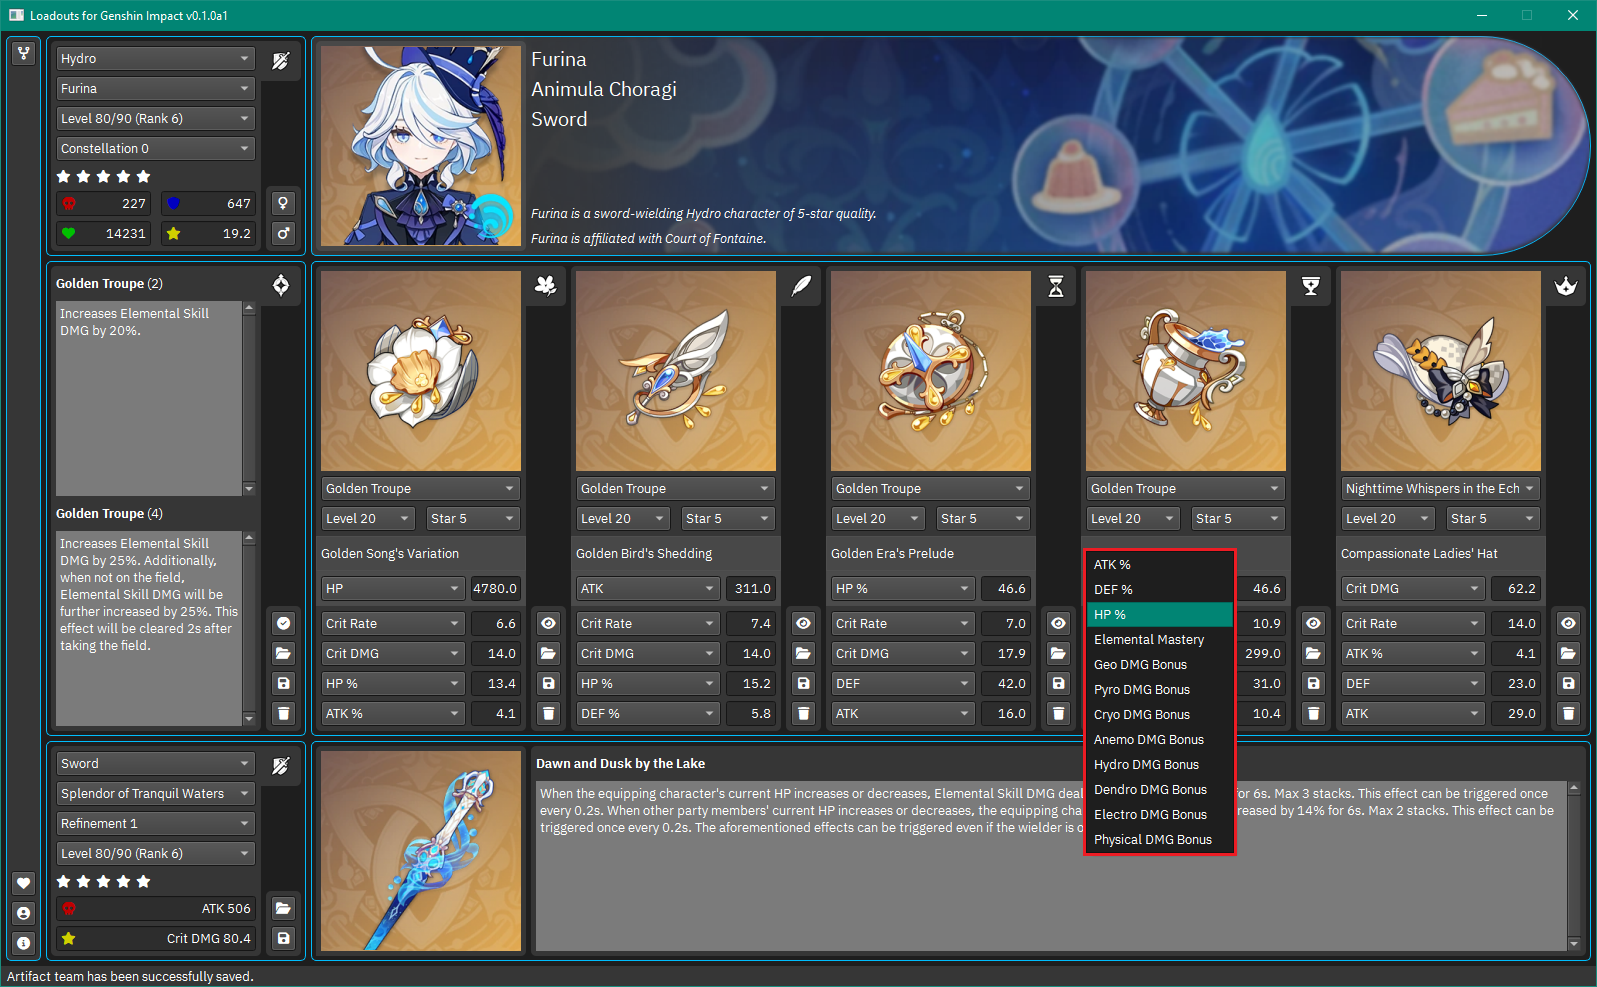 Loadouts for Genshin Impact v0.1.0a1
Hydro
Furina
Level 80/90 (Rank 6)
Constellation 0
227
647
14231
19.2
Furina
Animula Choragi
Sword
Furina is a sword-wielding Hydro character of 5-star quality.
Furina is affiliated with Court of Fontaine.
Golden Troupe (2)
Increases Elemental Skill
DMG by 20%.
Golden Troupe (4)
Increases Elemental Skill
DMG by 25%. Additionally,
when not on the field,
Elemental Skill DMG will be
further increased by 25%. This
effect will be cleared 2s after
taking the field.
Golden Troupe
Level 20
Star 5
Golden Song's Variation
HP
4780.0
Crit Rate
6.6
Crit DMG
14.0
HP %
13.4
ATK %
4.1
Golden Troupe
Level 20
Star 5
Golden Bird's Shedding
ATK
311.0
Crit Rate
7.4
Crit DMG
14.0
HP %
15.2
DEF %
5.8
Golden Troupe
Level 20
Star 5
Golden Era's Prelude
HP %
46.6
Crit Rate
7.0
Crit DMG
17.9
DEF
42.0
ATK
16.0
Golden Troupe
Level 20
Star 5
ATK %
DEF %
HP %
Elemental Mastery
Geo DMG Bonus
Pyro DMG Bonus
Cryo DMG Bonus
Anemo DMG Bonus
Hydro DMG Bonus
Dendro DMG Bonus
Electro DMG Bonus
Physical DMG Bonus
46.6
10.9
299.0
31.0
10.4
Nighttime Whispers in the Ech
Level 20
Star 5
Compassionate Ladies' Hat
Crit DMG
62.2
Crit Rate
14.0
ATK %
4.1
DEF
23.0
ATK
29.0
Sword
Splendor of Tranquil Waters
Refinement 1
Level 80/90 (Rank 6)
ATK 506
Crit DMG 80.4
Dawn and Dusk by the Lake
When the equipping character's current HP increases or decreases, Elemental Skill DMG deal for 6s. Max 3 stacks. This effect can be triggered once
every 0.2s. When other party members' current HP increases or decreases, the equipping cha reased by 14% for 6s. Max 2 stacks. This effect can be
triggered once every 0.2s. The aforementioned effects can be triggered even if the wielder is o
Artifact team has been successfully saved.